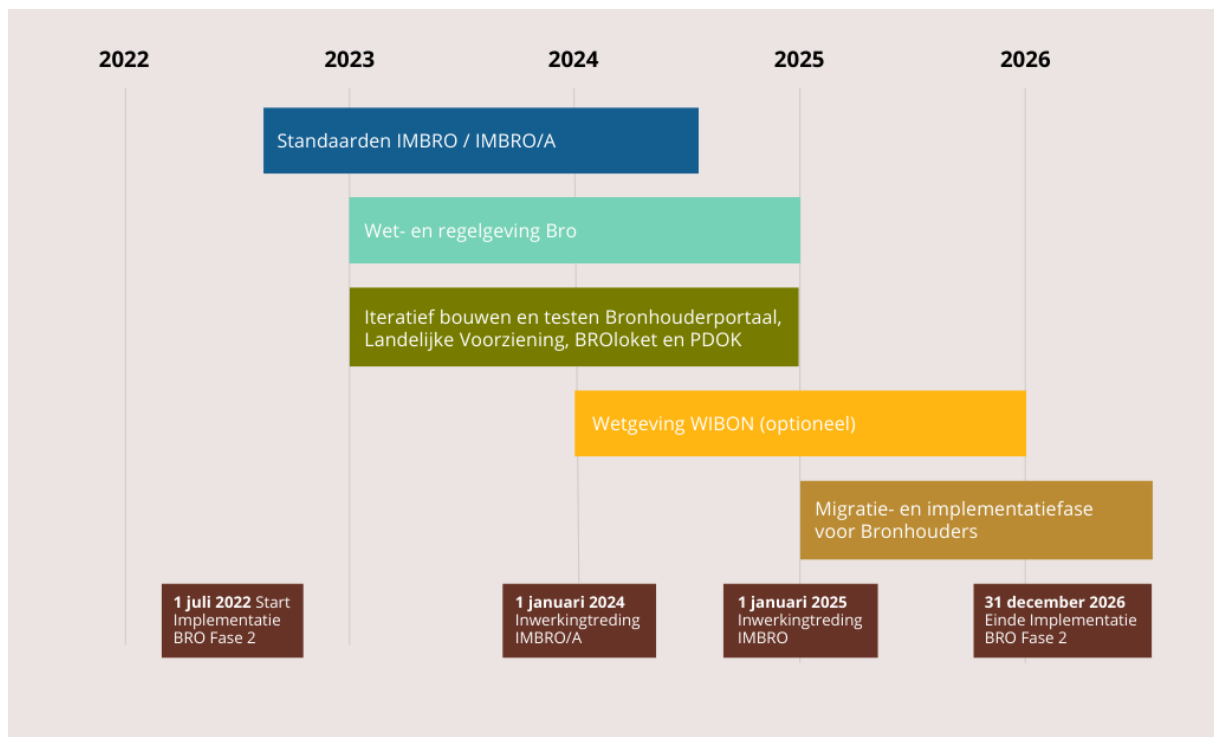 2022 2023 2024 2025 2026
Standaarden IMBRO / IMBRO/A
Wet- en regelgeving Bro
Iteratief bouwen en testen Bronhouderportaal,
Landelijke Voorziening, BROloket en PDOK
Wetgeving WIBON (optioneel)
Migratie- en implementatiefase
voor Bronhouders
1 juli 2022 Start
Implementatie
BRO Fase 2
1 januari 2024
Inwerkingtreding
IMBRO/A
1 januari 2025
Inwerkingtreding
IMBRO
31 december 2026
Einde Implementatie
BRO Fase 2